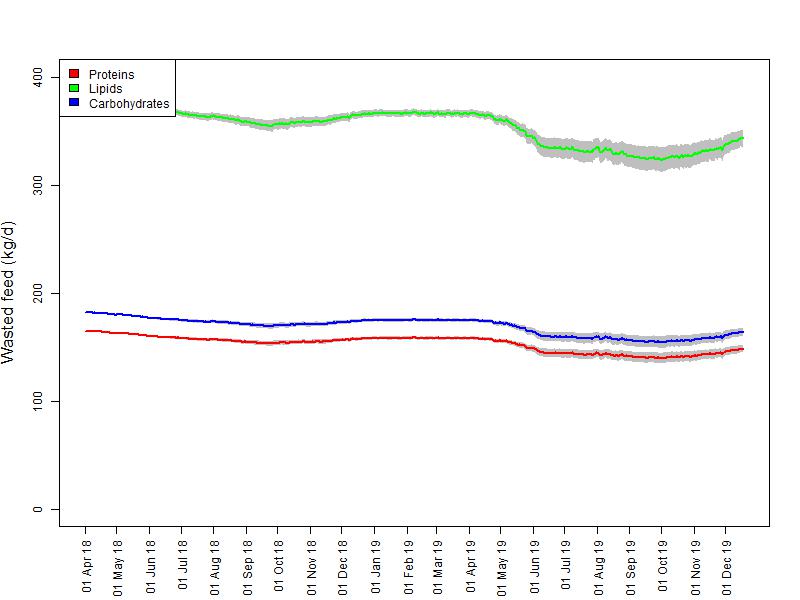 Proteins
Lipids
Carbohydrates
Wasted feed (kg/d)
400
300
200
100
0
01 Apr 18
01 May 18
01 Jun 18
01 Jul 18
01 Aug 18
01 Sep 18
01 Oct 18
01 Nov 18
01 Dec 18
01 Jan 19
01 Feb 19
01 Mar 19
01 Apr 19
01 May 19
01 Jun 19
01 Jul 19
01 Aug 19
01 Sep 19
01 Oct 19
01 Nov 19
01 Dec 19